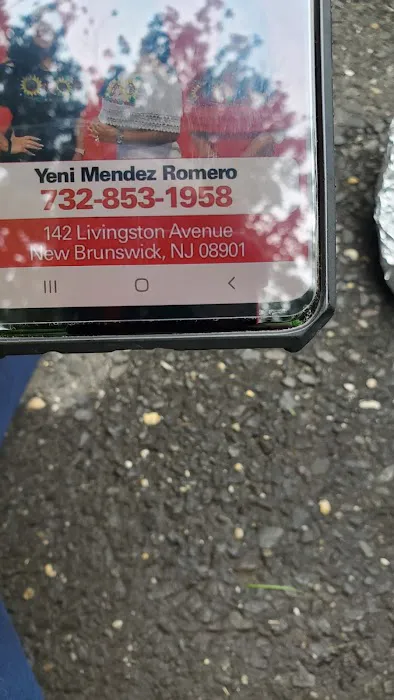 Yeni Mendez Romero
732-853-1958
142 Livingston Avenue
New Brunswick, NJ 08901